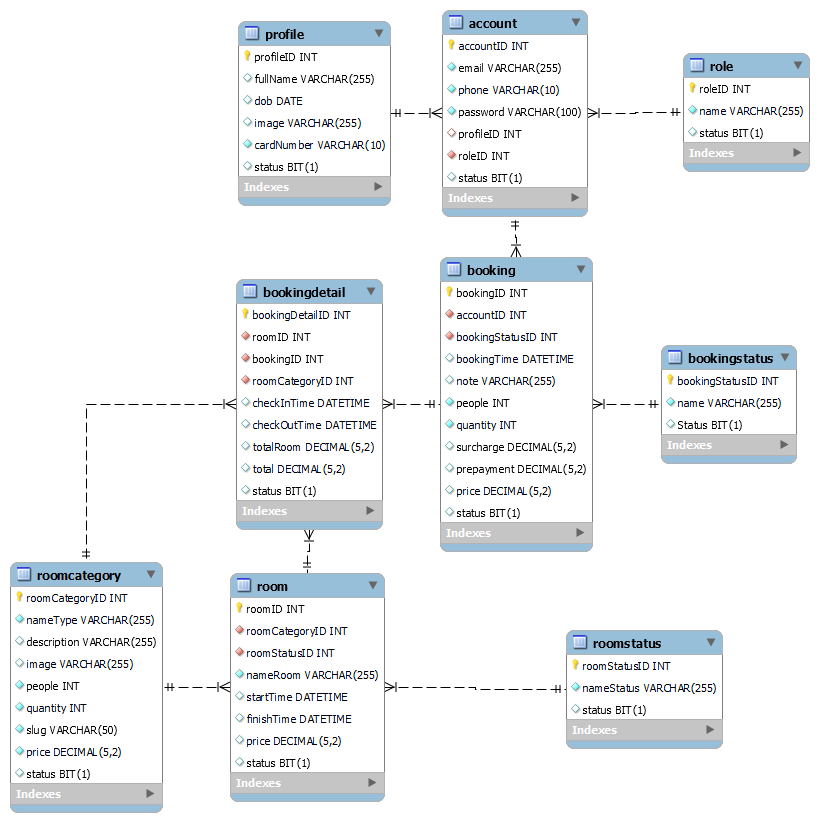 profile
profileID INT
fullName VARCHAR(255)
dob DATE
image VARCHAR(255)
cardNumber VARCHAR(10)
status BIT(1)
Indexes
account
accountID INT
email VARCHAR(255)
phone VARCHAR(10)
password VARCHAR(100)
profileID INT
roleID INT
status BIT(1)
Indexes
role
roleID INT
name VARCHAR(255)
status BIT(1)
Indexes
bookingdetail
bookingDetailID INT
roomID INT
bookingID INT
roomCategoryID INT
checkInTime DATETIME
checkOutTime DATETIME
totalRoom DECIMAL(5,2)
total DECIMAL(5,2)
status BIT(1)
Indexes
booking
bookingID INT
accountID INT
bookingStatusID INT
bookingTime DATETIME
note VARCHAR(255)
people INT
quantity INT
surcharge DECIMAL(5,2)
prepayment DECIMAL(5,2)
price DECIMAL(5,2)
status BIT(1)
Indexes
bookingstatus
bookingStatusID INT
name VARCHAR(255)
Status BIT(1)
Indexes
roomcategory
roomCategoryID INT
nameType VARCHAR(255)
description VARCHAR(255)
image VARCHAR(255)
people INT
quantity INT
slug VARCHAR(50)
price DECIMAL(5,2)
status BIT(1)
Indexes
room
roomID INT
roomCategoryID INT
roomStatusID INT
nameRoom VARCHAR(255)
startTime DATETIME
finishTime DATETIME
price DECIMAL(5,2)
status BIT(1)
Indexes
roomstatus
roomStatusID INT
nameStatus VARCHAR(255)
status BIT(1)
Indexes